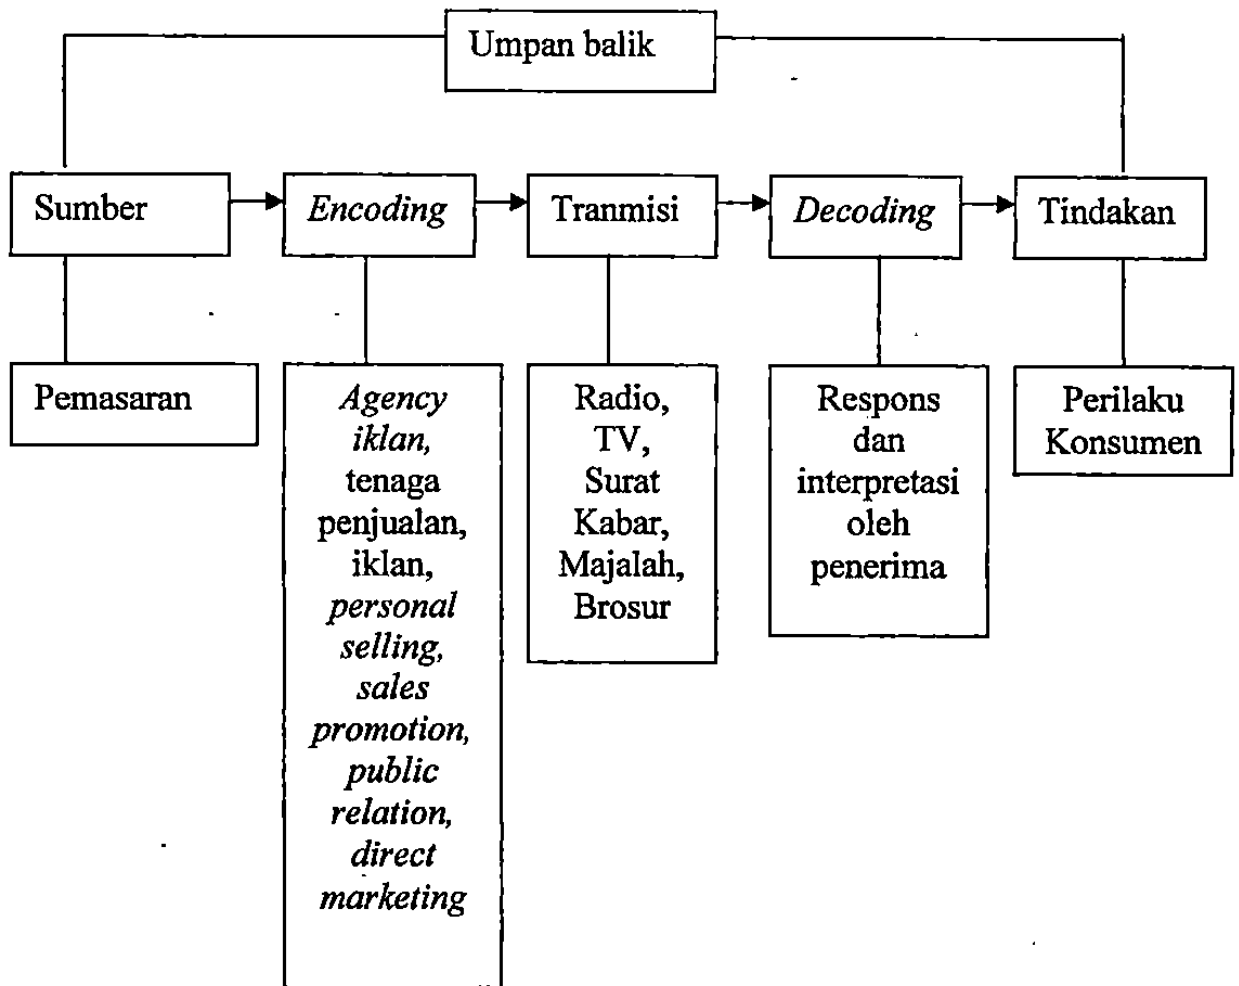 Umpan balik
Sumber
Encoding
Tranmisi
Decoding
Tindakan
Pemasaran
Agency
iklan,
tenaga
penjualan,
iklan,
personal
selling,
sales
promotion,
public
relation,
direct
marketing
Radio,
TV,
Surat
Kabar,
Majalah,
Brosur
Respons
dan
interpretasi
oleh
penerima
Perilaku
Konsumen